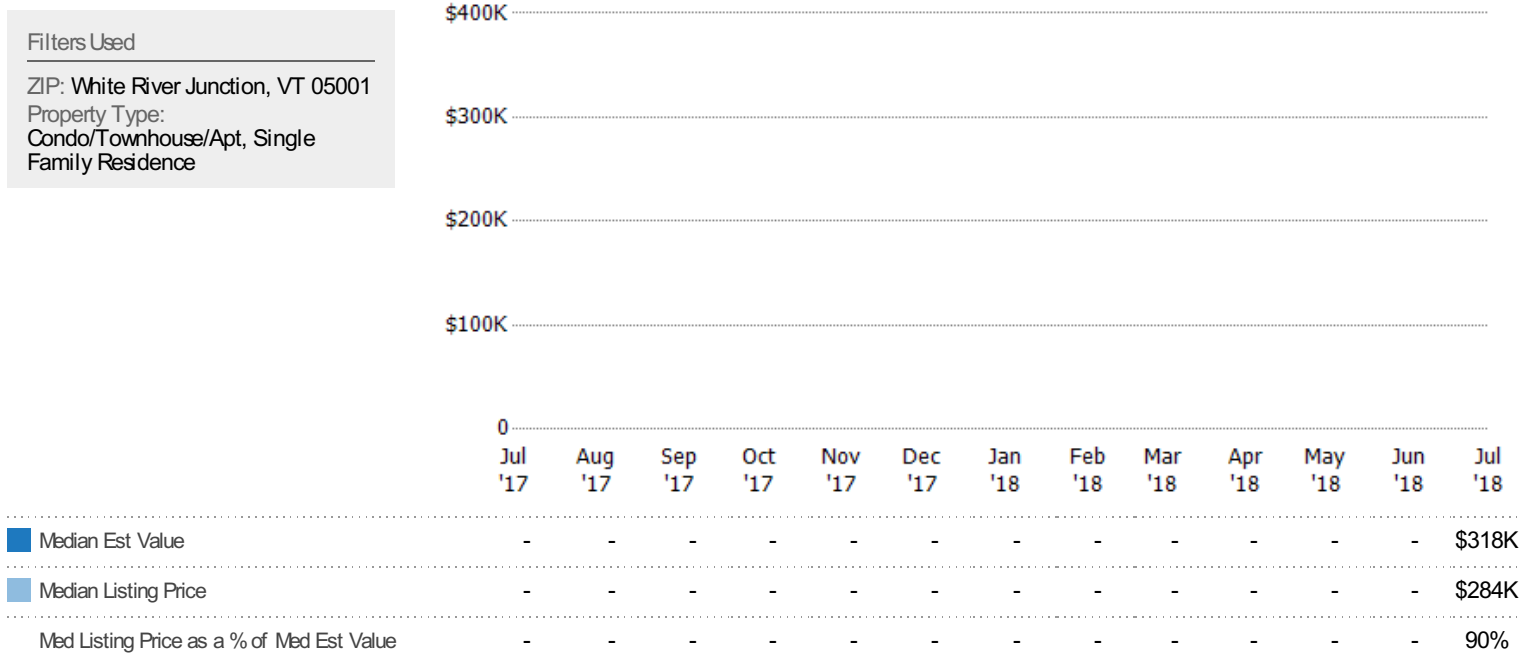 Filters Used
ZIP: White River Junction, VT 05001
Property Type:
Condo/Townhouse/Apt, Single
Family Residence
$400K
$300K
$200K
$100K
0
Jul Aug Sep Oct Nov Dec Jan Feb Mar Apr May Jun Jul
'17 '17 '17 '17 '17 '17 '18 '18 '18 '18 '18 '18 '18
Median Est Value - - - - - - - - - - - - $318K
Median Listing Price - - - - - - - - - - - - $284K
Med Listing Price as a % of Med Est Value - - - - - - - - - - - - 90%